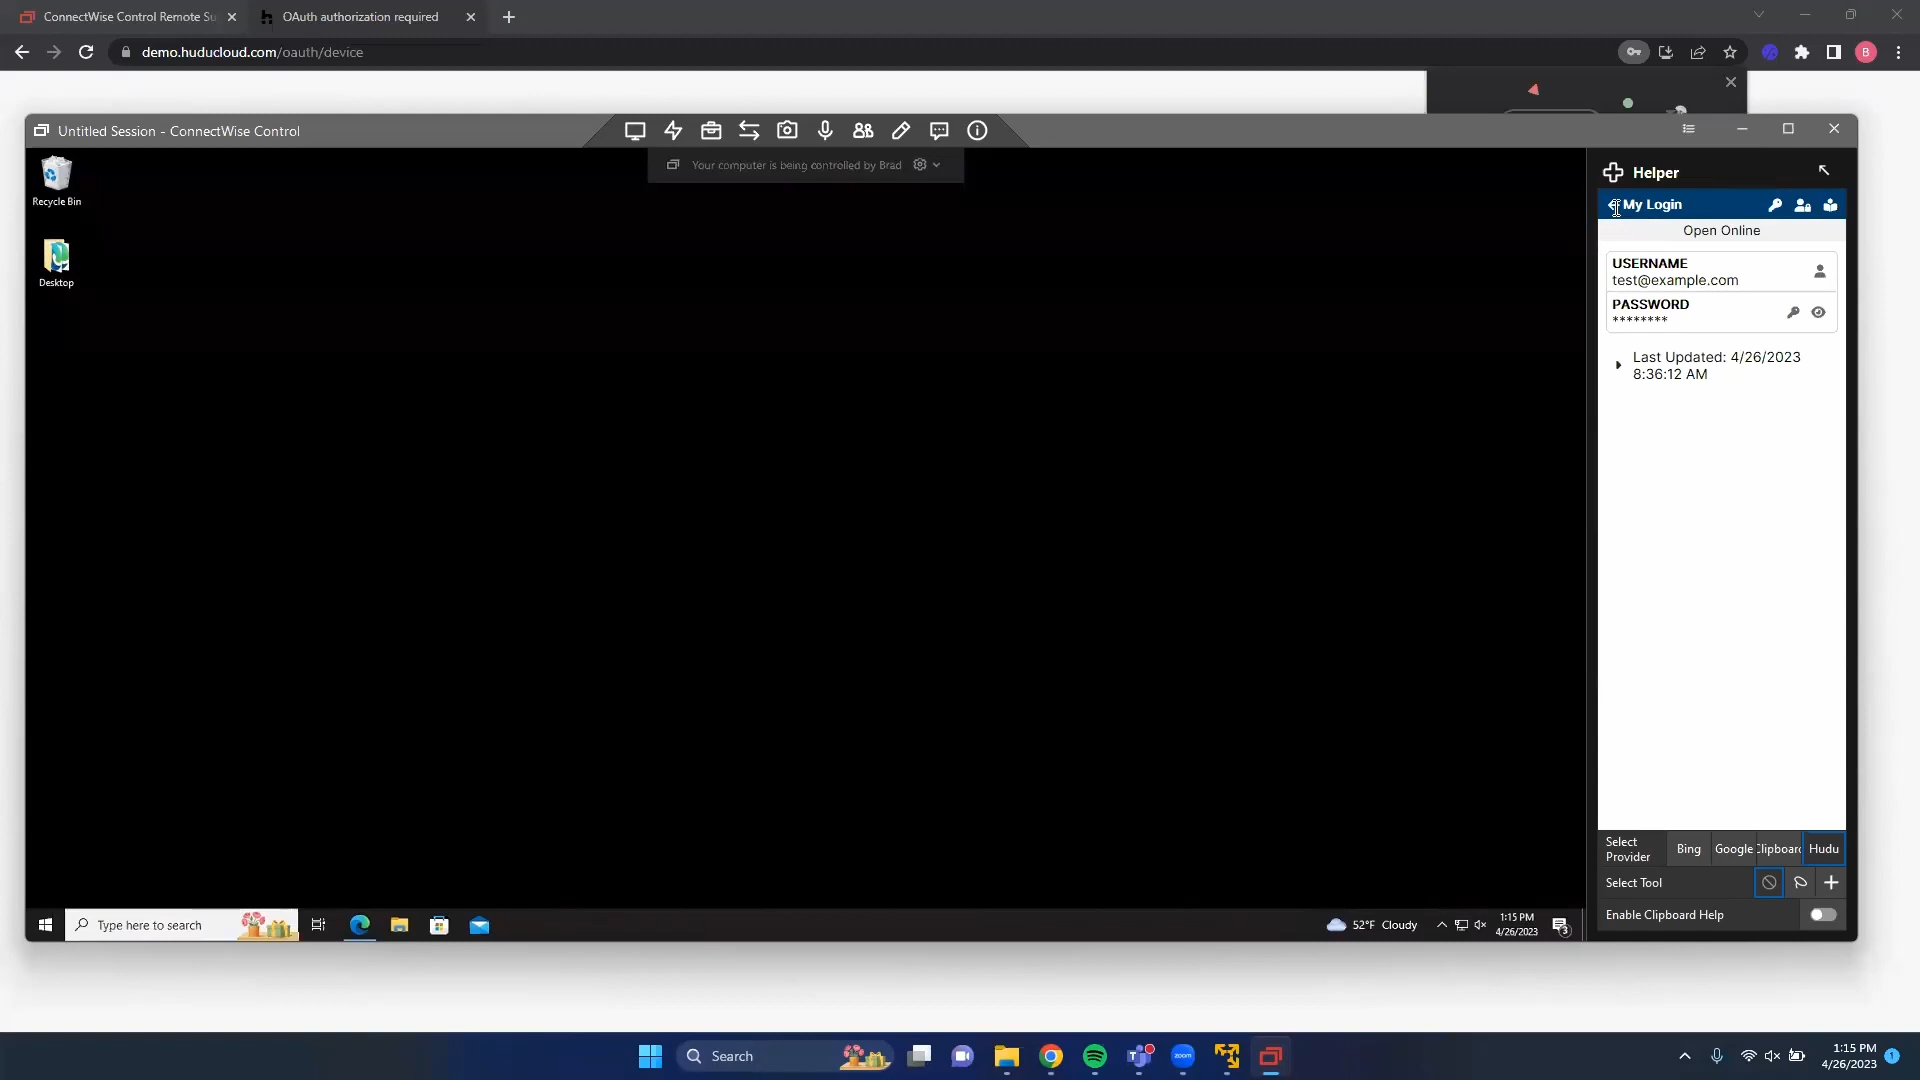 ConnectWise Control Remote Su
OAuth authorization required
demo.huducloud.com/oauth/device
B
Untitled Session - ConnectWise Control
Your computer is being controlled by Brad
Recycle Bin
Desktop
Helper
My Login
Open Online
USERNAME
test@example.com
PASSWORD
********
Last Updated: 4/26/2023
8:36:12 AM
Select
Provider
Bing
Google
Clipboard
Hudu
Select Tool
Enable Clipboard Help
Type here to search
52°F Cloudy
1:15 PM
4/26/2023
3
Search
zoom
1:15 PM
4/26/2023
1